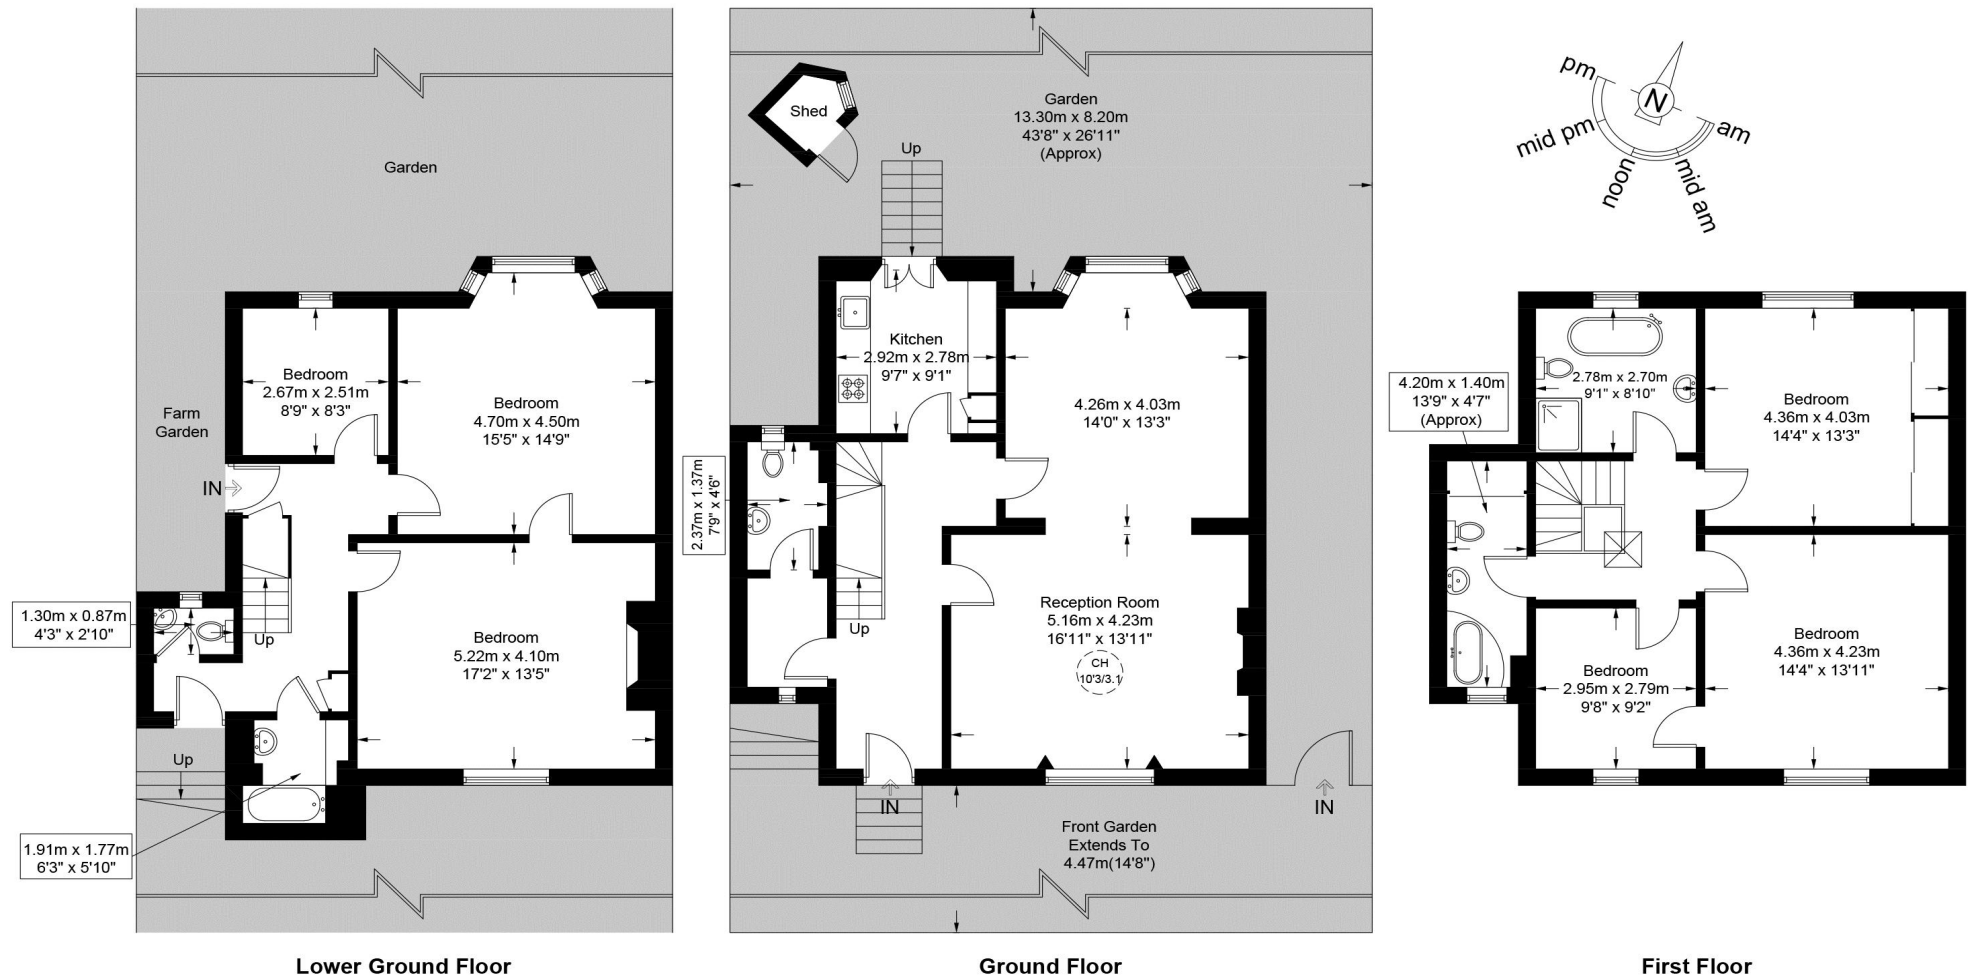 Garden
Farm
Garden
IN
Bedroom
2.67m x 2.51m
8'9" x 8'3"
Bedroom
4.70m x 4.50m
15'5" x 14'9"
Bedroom
5.22m x 4.10m
17'2" x 13'5"
Up
Up
1.30m x 0.87m
4'3" x 2'10"
1.91m x 1.77m
6'3" x 5'10"
Lower Ground Floor
Shed
Garden
13.30m x 8.20m
43'8" x 26'11"
(Approx)
Up
Kitchen
2.92m x 2.78m
9'7" x 9'1"
4.26m x 4.03m
14'0" x 13'3"
2.37m x 1.37m
7'9" x 4'6"
Up
Reception Room
5.16m x 4.23m
16'11" x 13'11"
CH
10'3/3.1
IN
IN
Front Garden
Extends To
4.47m(14'8")
Ground Floor
pm
mid pm
noon
mid am
am
N
4.20m x 1.40m
13'9" x 4'7"
(Approx)
2.78m x 2.70m
9'1" x 8'10"
Bedroom
4.36m x 4.03m
14'4" x 13'3"
Bedroom
4.36m x 4.23m
14'4" x 13'11"
Bedroom
2.95m x 2.79m
9'8" x 9'2"
First Floor